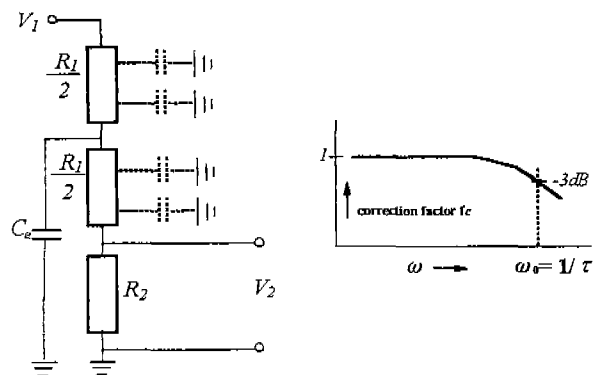 V1
R1/2
R1/2
Ce
R2
V2
1
-3dB
correction factor fc
ω
ω0 = 1/τ